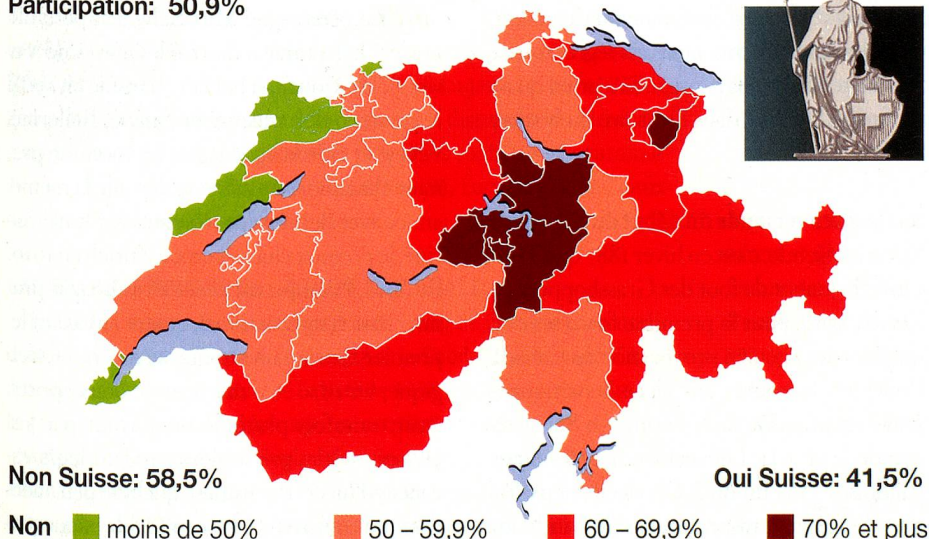 Participation: 50,9%
Non Suisse: 58,5%
Oui Suisse: 41,5%
Non moins de 50% 50 – 59,9% 60 – 69,9% 70% et plus